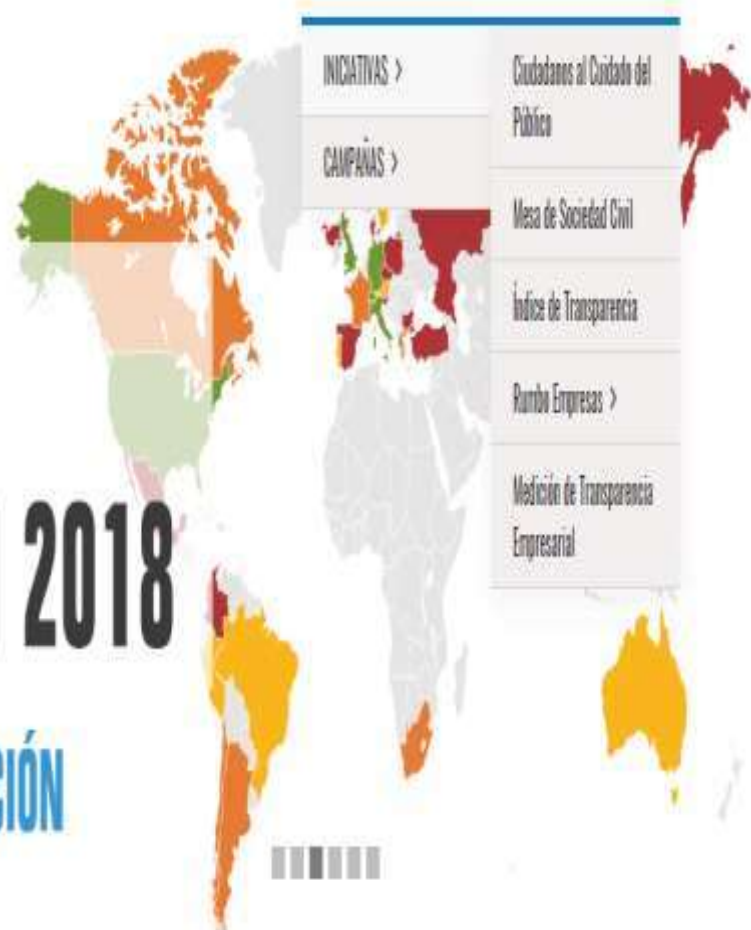 INICIATIVAS >
CAMPAÑAS >
Ciudadanos al Cuidado del
Público
Mesa de Sociedad Civil
Índice de Transparencia
Rumbo Empresas >
Medición de Transparencia
Empresarial
2018
CIÓN